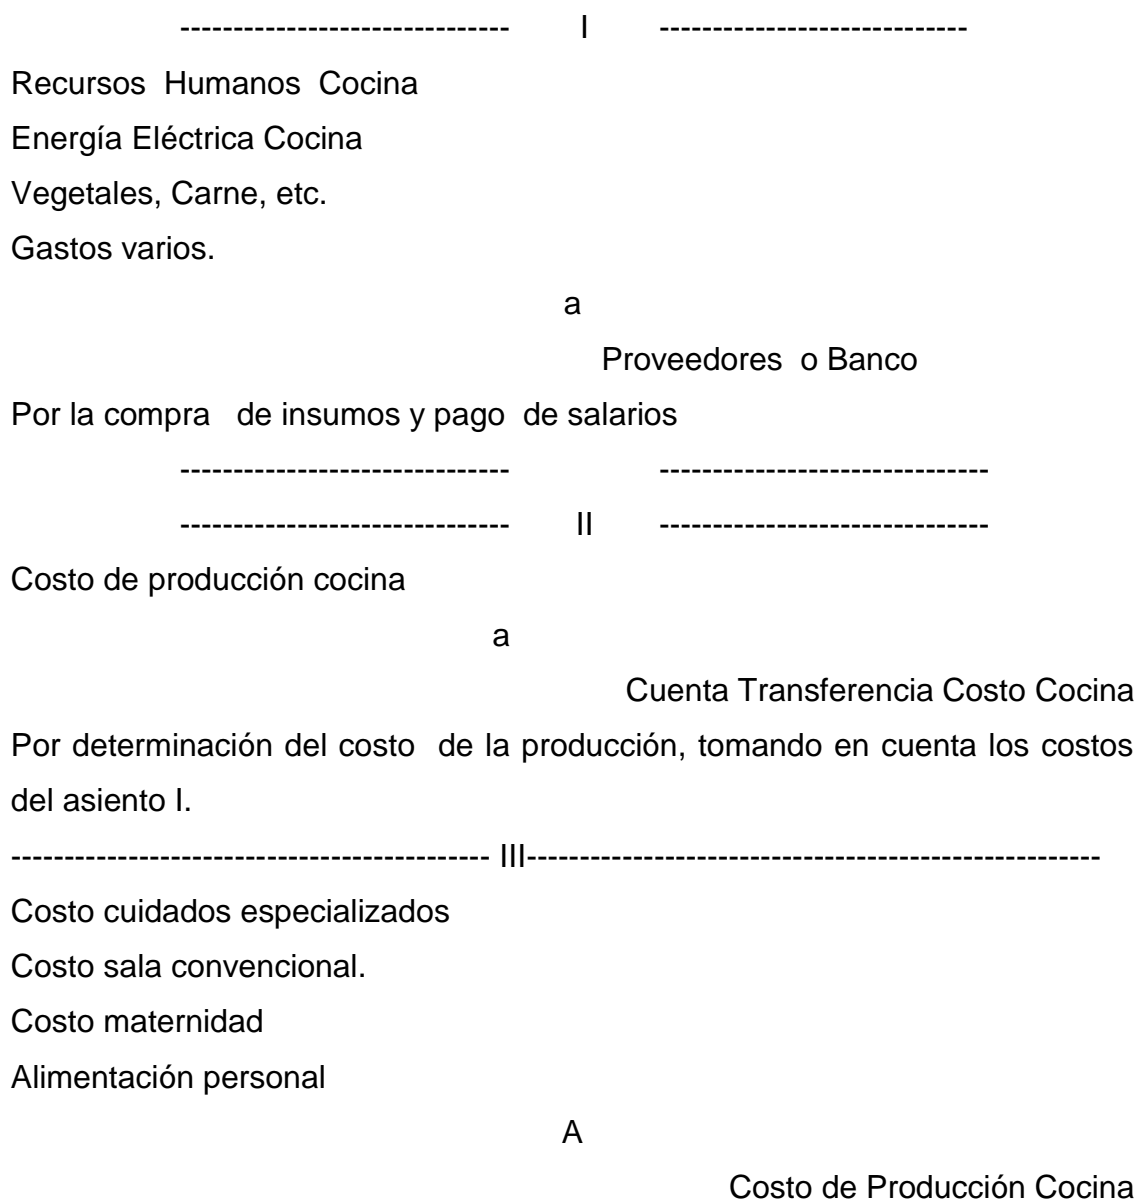 ------------------------------- I -----------------------------
Recursos Humanos Cocina
Energía Eléctrica Cocina
Vegetales, Carne, etc.
Gastos varios.
a
Proveedores o Banco
Por la compra de insumos y pago de salarios
------------------------------- -------------------------------
------------------------------- II -------------------------------
Costo de producción cocina
a
Cuenta Transferencia Costo Cocina
Por determinación del costo de la producción, tomando en cuenta los costos
del asiento I.
--------------------------------------------- III------------------------------------------------------
Costo cuidados especializados
Costo sala convencional.
Costo maternidad
Alimentación personal
A
Costo de Producción Cocina